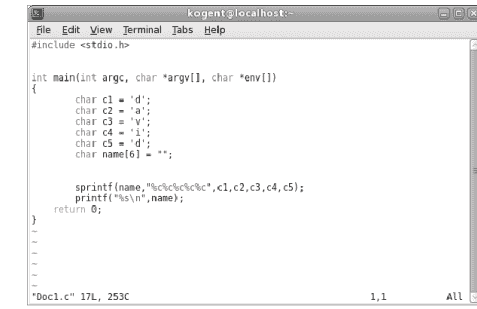 kogent@localhost:~
File Edit View Terminal Tabs Help
#include <stdio.h>
int main(int argc, char *argv[], char *env[])
{
char c1 = 'd';
char c2 = 'a';
char c3 = 'v';
char c4 = 'i';
char c5 = 'd';
char name[6] = "";
sprintf(name,"%c%c%c%c%c",c1,c2,c3,c4,c5);
printf("%s\n",name);
return 0;
}
~
~
~
~
~
~
"Doc1.c" 17L, 253C 1,1 All